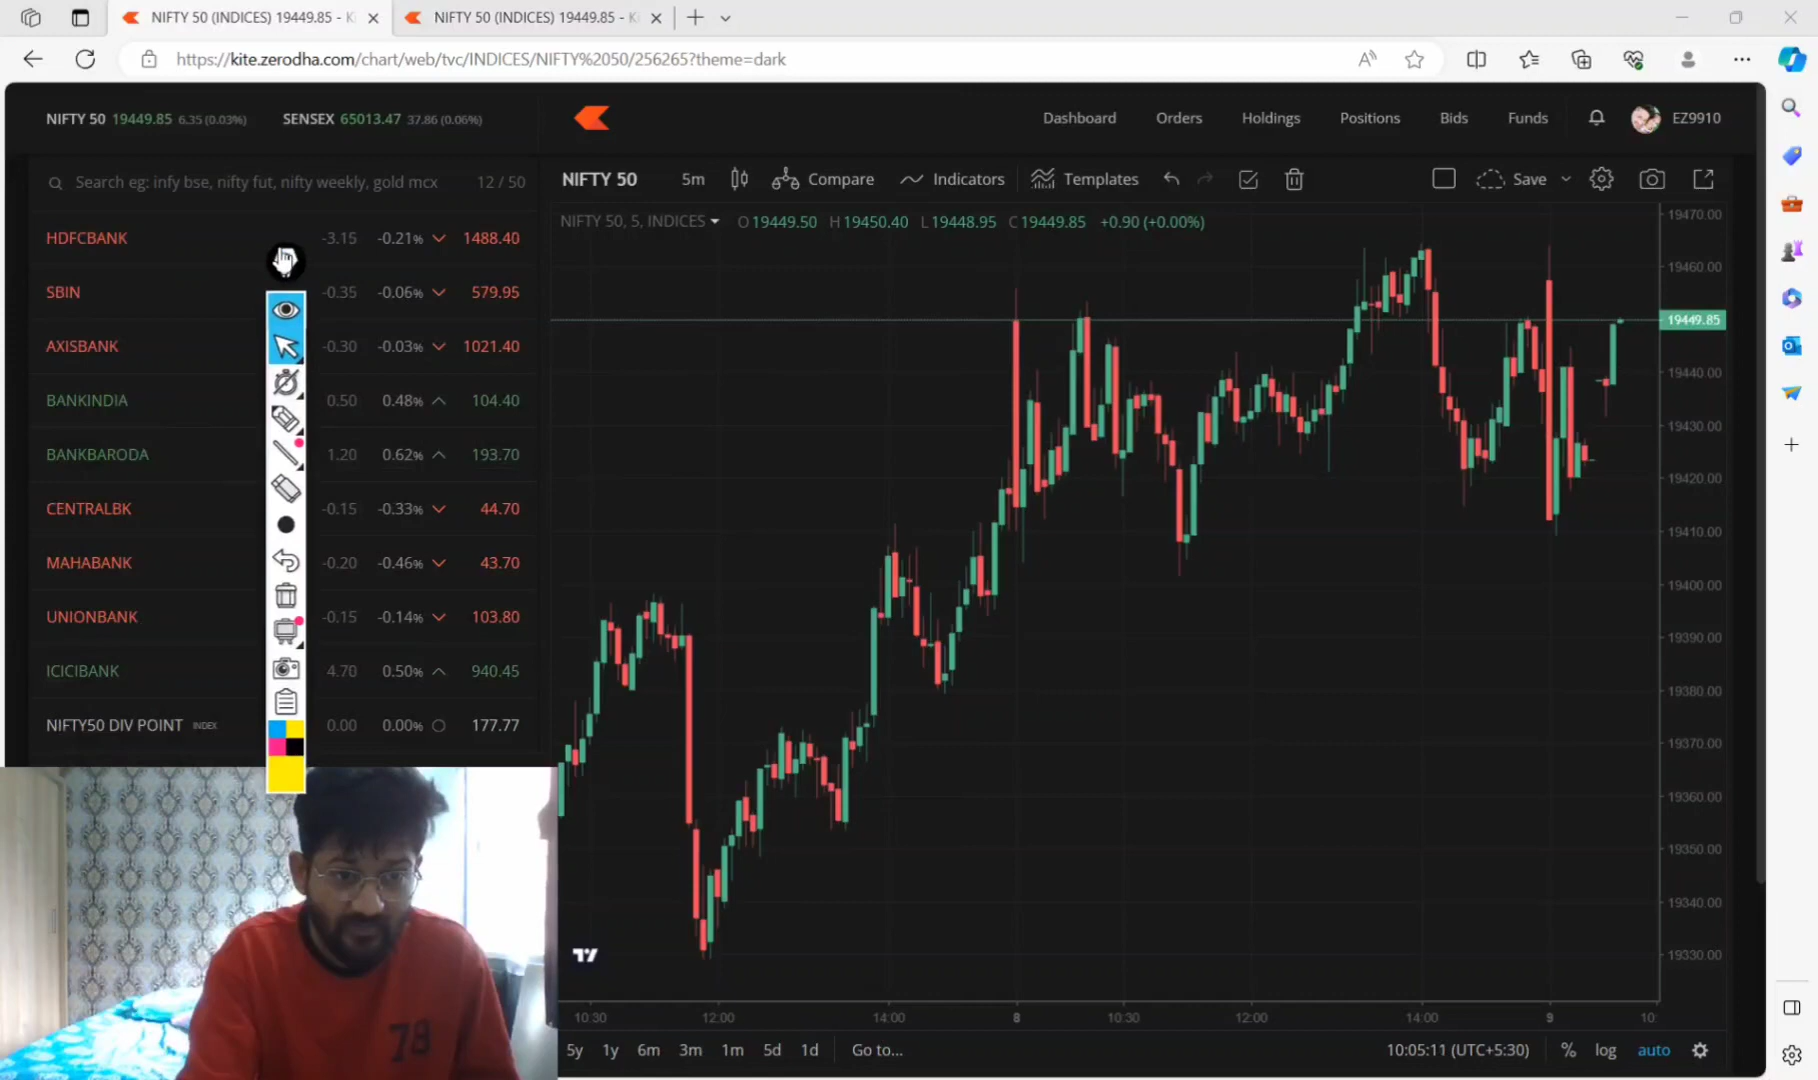 NIFTY 50 (INDICES) 19449.85 - Ki
NIFTY 50 (INDICES) 19449.85 - Ki
https://kite.zerodha.com/chart/web/tvc/INDICES/NIFTY%2050/256265?theme=dark
NIFTY 50 19449.85 6.35 (0.03%) SENSEX 65013.47 37.86 (0.06%)
Dashboard Orders Holdings Positions Bids Funds EZ9910
Search eg: infy bse, nifty fut, nifty weekly, gold mcx 12 / 50
NIFTY 50 5m Compare Indicators Templates Save
NIFTY 50, 5, INDICES O19449.50 H19450.40 L19448.95 C19449.85 +0.90 (+0.00%)
HDFCBANK -3.15 -0.21% 1488.40
SBIN -0.35 -0.06% 579.95
AXISBANK -0.30 -0.03% 1021.40
BANKINDIA 0.50 0.48% 104.40
BANKBARODA 1.20 0.62% 193.70
CENTRALBK -0.15 -0.33% 44.70
MAHABANK -0.20 -0.46% 43.70
UNIONBANK -0.15 -0.14% 103.80
ICICIBANK 4.70 0.50% 940.45
NIFTY50 DIV POINT INDEX 0.00 0.00% 177.77
19470.00
19460.00
19449.85
19440.00
19430.00
19420.00
19410.00
19400.00
19390.00
19380.00
19370.00
19360.00
19350.00
19340.00
19330.00
10:30 12:00 14:00 8 10:30 12:00 14:00 9 10:
5y 1y 6m 3m 1m 5d 1d Go to... 10:05:11 (UTC+5:30) % log auto
78